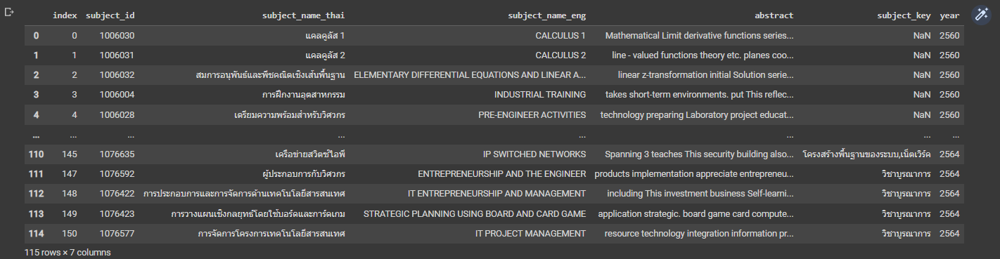 index subject_id subject_name_thai subject_name_eng abstract subject_key year
0 0 1006030 แคลคูลัส 1 CALCULUS 1 Mathematical Limit derivative functions series... NaN 2560
1 1 1006031 แคลคูลัส 2 CALCULUS 2 line - valued functions theory etc. planes coo... NaN 2560
2 2 1006032 สมการอนุพันธ์และพีชคณิตเชิงเส้นพื้นฐาน ELEMENTARY DIFFERENTIAL EQUATIONS AND LINEAR A... linear z-transformation initial Solution serie... NaN 2560
3 3 1006004 การฝึกงานอุตสาหกรรม INDUSTRIAL TRAINING takes short-term environments. put This reflec... NaN 2560
4 4 1006028 เตรียมความพร้อมสำหรับวิศวกร PRE-ENGINEER ACTIVITIES technology preparing Laboratory project educat... NaN 2560
... ... ... ... ... ... ... ...
110 145 1076635 เครือข่ายสวิตช์ไอพี IP SWITCHED NETWORKS Spanning 3 teaches This security building also... โครงสร้างพื้นฐานของระบบ,เน็ตเวิร์ค 2564
111 147 1076592 ผู้ประกอบการกับวิศวกร ENTREPRENEURSHIP AND THE ENGINEER products implementation appreciate entrepreneu... วิชาบูรณาการ 2564
112 148 1076422 การประกอบการและการจัดการด้านเทคโนโลยีสารสนเทศ IT ENTREPRENEURSHIP AND MANAGEMENT including This investment business Self-learni... วิชาบูรณาการ 2564
113 149 1076423 การวางแผนเชิงกลยุทธ์โดยใช้บอร์ดและการ์ดเกม STRATEGIC PLANNING USING BOARD AND CARD GAME application strategic. board game card compute... วิชาบูรณาการ 2564
114 150 1076577 การจัดการโครงการเทคโนโลยีสารสนเทศ IT PROJECT MANAGEMENT resource technology integration information pr... วิชาบูรณาการ 2564
115 rows × 7 columns